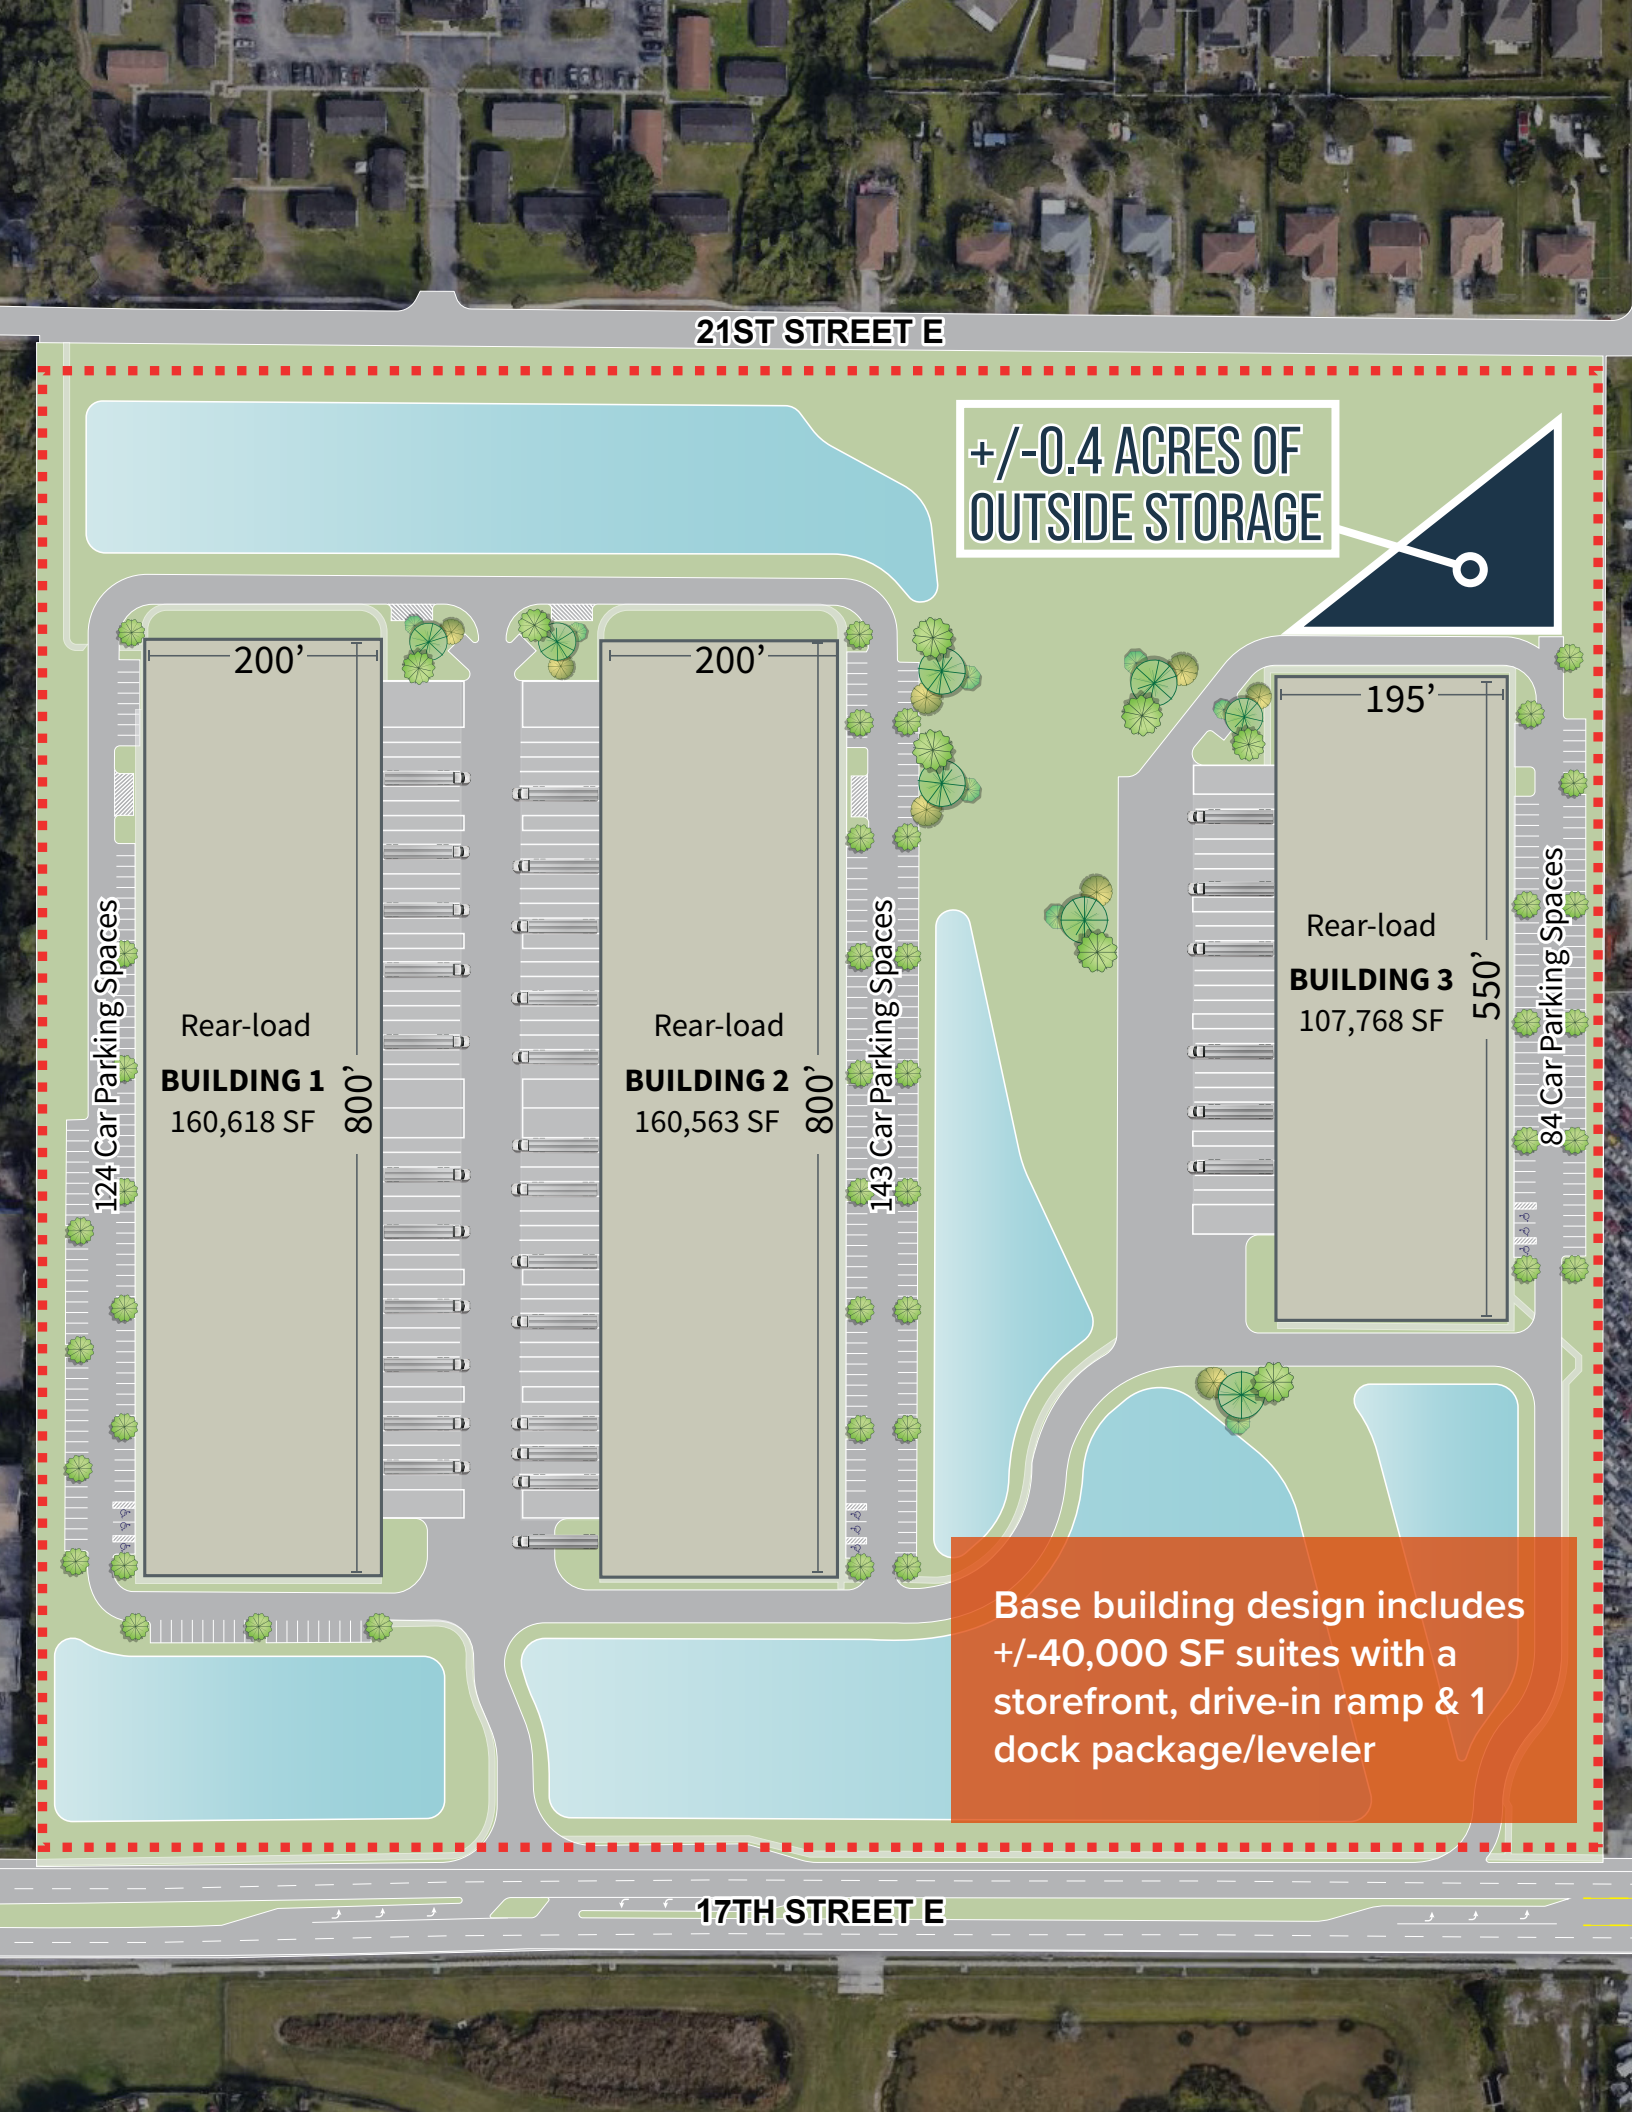 21ST STREET E
+/-0.4 ACRES OF
OUTSIDE STORAGE
200’
200’
195’
124 Car Parking Spaces
Rear-load
BUILDING 1
160,618 SF
800’
Rear-load
BUILDING 2
160,563 SF
800’
143 Car Parking Spaces
Rear-load
BUILDING 3
107,768 SF
550’
84 Car Parking Spaces
Base building design includes
+/-40,000 SF suites with a
storefront, drive-in ramp & 1
dock package/leveler
17TH STREET E